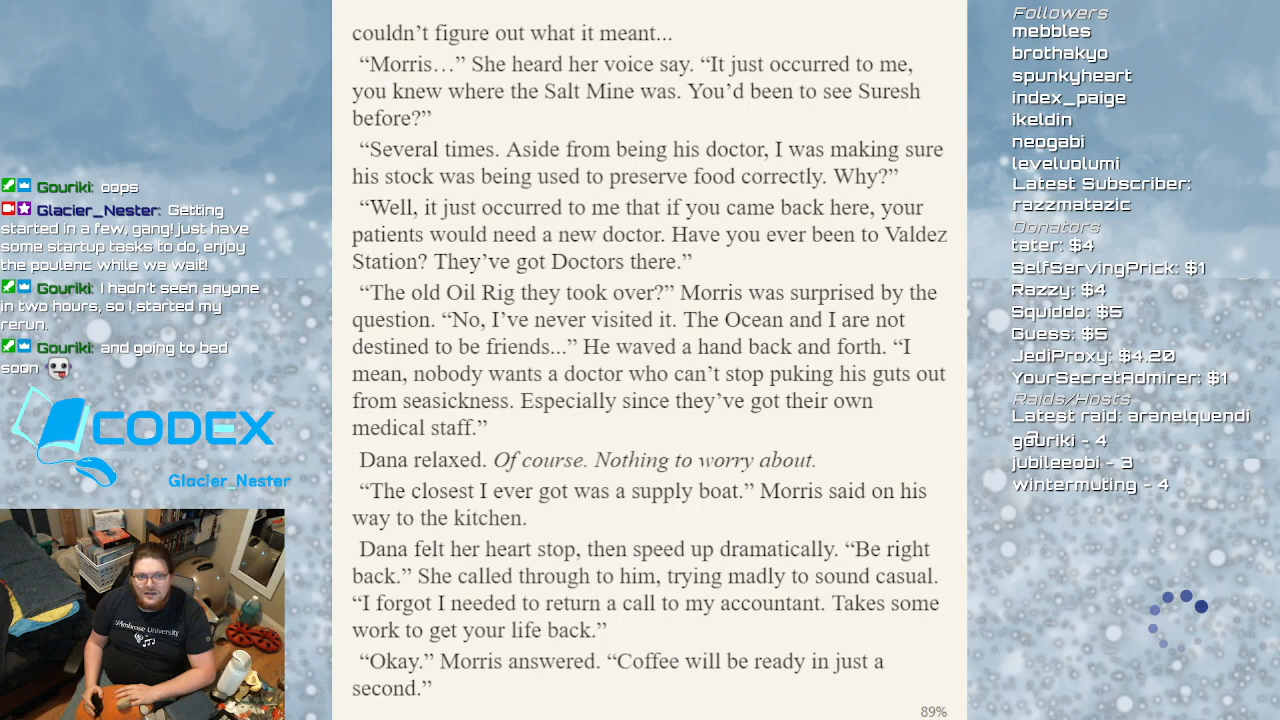 couldn’t figure out what it meant...
“Morris…” She heard her voice say. “It just occurred to me,
you knew where the Salt Mine was. You’d been to see Suresh
before?”
“Several times. Aside from being his doctor, I was making sure
his stock was being used to preserve food correctly. Why?”
“Well, it just occurred to me that if you came back here, your
patients would need a new doctor. Have you ever been to Valdez
Station? They’ve got Doctors there.”
“The old Oil Rig they took over?” Morris was surprised by the
question. “No, I’ve never visited it. The Ocean and I are not
destined to be friends...” He waved a hand back and forth. “I
mean, nobody wants a doctor who can’t stop puking his guts out
from seasickness. Especially since they’ve got their own
medical staff.”
Dana relaxed. Of course. Nothing to worry about.
“The closest I ever got was a supply boat.” Morris said on his
way to the kitchen.
Dana felt her heart stop, then speed up dramatically. “Be right
back.” She called through to him, trying madly to sound casual.
“I forgot I needed to return a call to my accountant. Takes some
work to get your life back.”
“Okay.” Morris answered. “Coffee will be ready in just a
second.”
89%
Gouriki: oops
Glacier_Nester: Getting
started in a few, gang! just have
some startup tasks to do, enjoy
the poulenc while we wait!
Gouriki: I hadn't seen anyone
in two hours, so I started my
rerun.
Gouriki: and going to bed
soon
CODEX
Glacier_Nester
St.Ambrose University
Followers
mebbles
brothakyo
spunkyheart
index_paige
ikeldin
neogabi
leveluolumi
Latest Subscriber:
razzmatazic
Donators
tater: $4
SelfServingPrick: $1
Razzy: $4
Squiddo: $5
Guess: $5
JediProxy: $4.20
YourSecretAdmirer: $1
Raids/Hosts
Latest raid: aranelquendi
gouriki - 4
jubileeobi - 3
wintermuting - 4